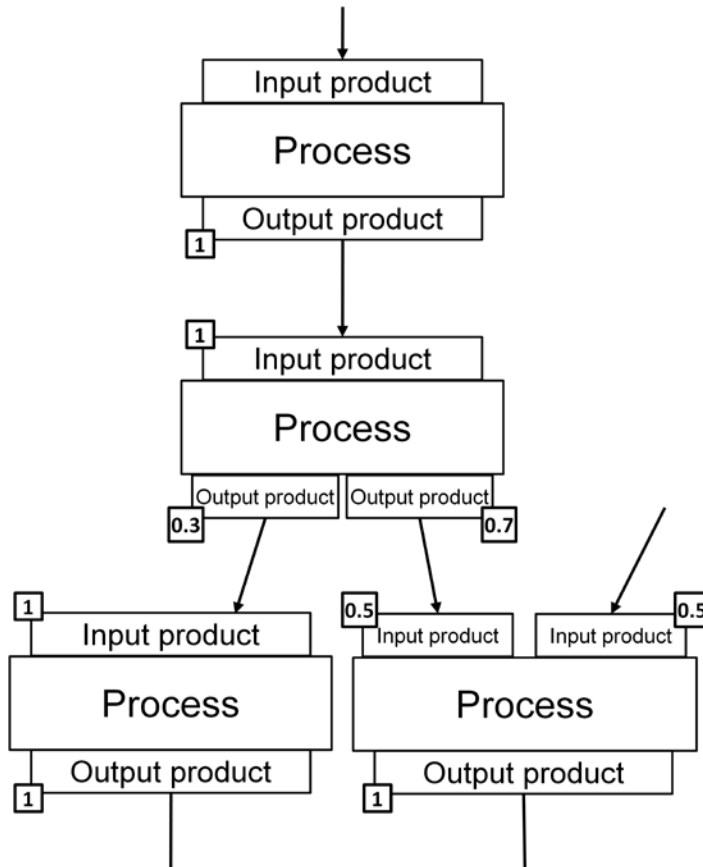 Input product
Process
Output product
1
1
Input product
Process
Output product Output product
0.3 0.7
1 0.5 0.5
Input product Input product Input product
Process Process
Output product Output product
1 1